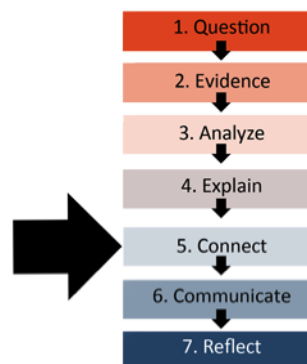 1. Question
2. Evidence
3. Analyze
4. Explain
5. Connect
6. Communicate
7. Reflect